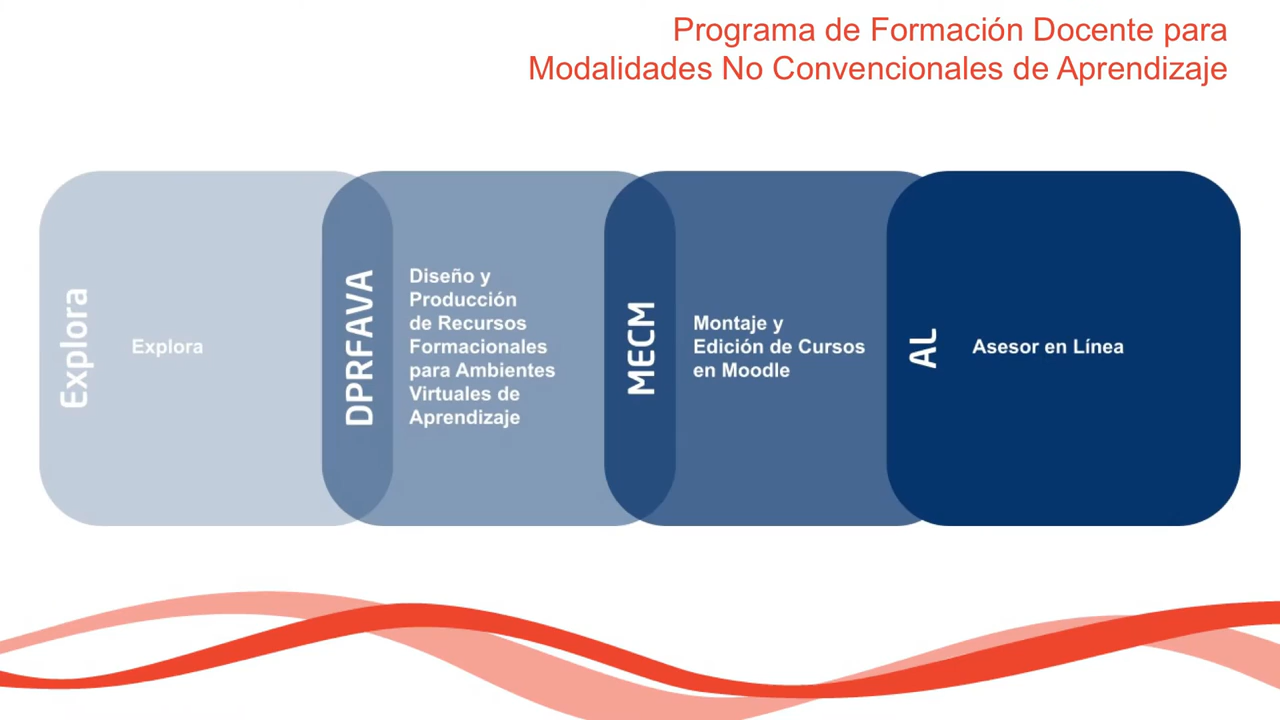 Programa de Formación Docente para
Modalidades No Convencionales de Aprendizaje
Explora
Explora
DPRFAVA
Diseño y
Producción
de Recursos
Formacionales
para Ambientes
Virtuales de
Aprendizaje
MECM
Montaje y
Edición de Cursos
en Moodle
AL
Asesor en Línea